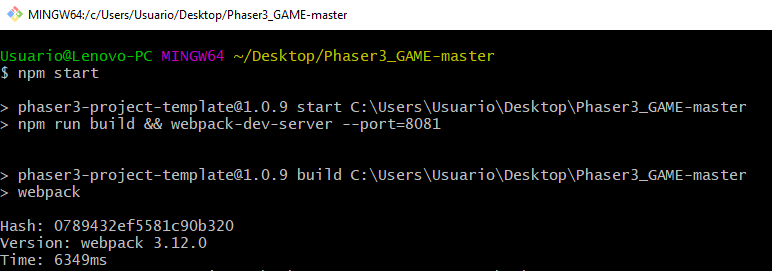 MINGW64:/c/Users/Usuario/Desktop/Phaser3_GAME-master
Usuario@Lenovo-PC MINGW64 ~/Desktop/Phaser3_GAME-master
$ npm start
> phaser3-project-template@1.0.9 start C:\Users\Usuario\Desktop\Phaser3_GAME-master
> npm run build && webpack-dev-server --port=8081
> phaser3-project-template@1.0.9 build C:\Users\Usuario\Desktop\Phaser3_GAME-master
> webpack
Hash: 0789432ef5581c90b320
Version: webpack 3.12.0
Time: 6349ms